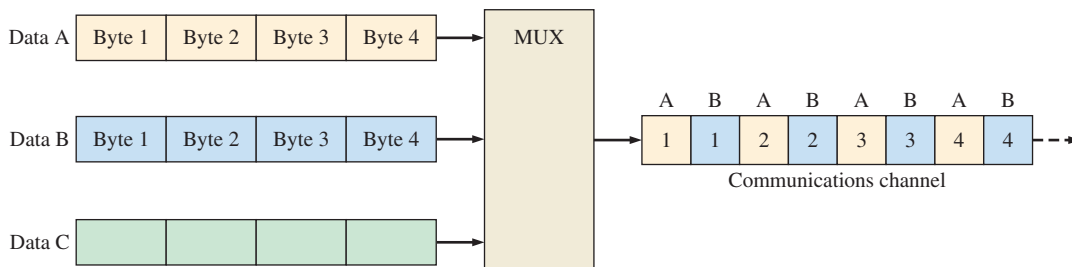 Data A Byte 1 Byte 2 Byte 3 Byte 4 MUX
A B A B A B A B
Data B Byte 1 Byte 2 Byte 3 Byte 4 1 1 2 2 3 3 4 4
Communications channel
Data C